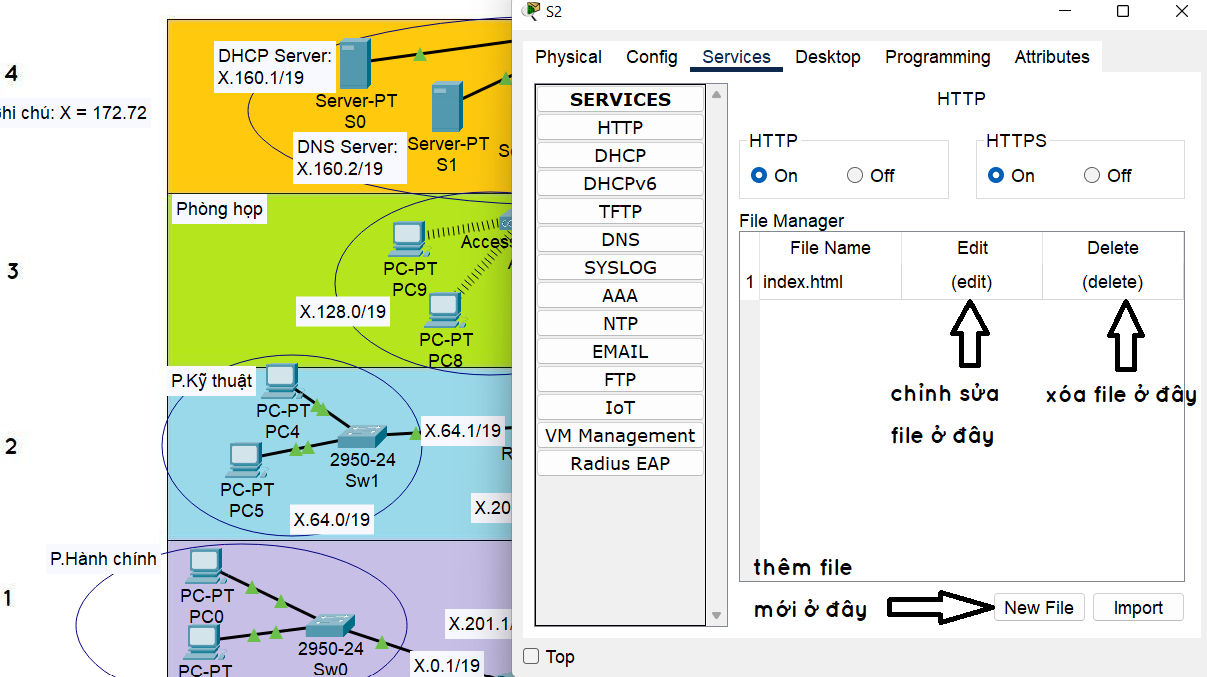 S2
4
hi chú: X = 172.72
DHCP Server:
X.160.1/19
Server-PT
S0
DNS Server:
X.160.2/19
Server-PT
S1
3
Phòng họp
PC-PT
PC9
X.128.0/19
PC-PT
PC8
2
P.Kỹ thuật
PC-PT
PC4
PC-PT
PC5
2950-24
Sw1
X.64.1/19
X.64.0/19
X.20
1
P.Hành chính
PC-PT
PC0
PC-PT
2950-24
Sw0
X.201.1/
X.0.1/19
Physical Config Services Desktop Programming Attributes
SERVICES
HTTP
DHCP
DHCPv6
TFTP
DNS
SYSLOG
AAA
NTP
EMAIL
FTP
IoT
VM Management
Radius EAP
HTTP
HTTP
On Off
HTTPS
On Off
File Manager
File Name Edit Delete
1 index.html (edit) (delete)
chỉnh sửa
file ở đây
xóa file ở đây
thêm file
mới ở đây
New File Import
Top